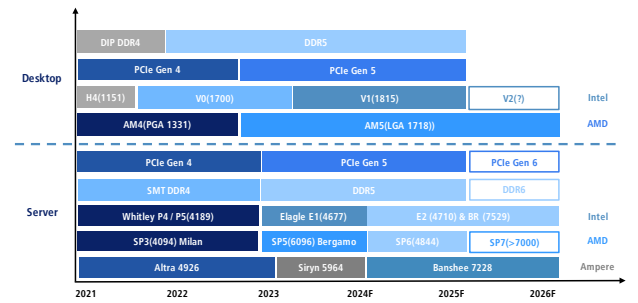 DIP DDR4 DDR5
Desktop
PCIe Gen 4 PCIe Gen 5
H4(1151) V0(1700) V1(1815) V2(?) Intel
AM4(PGA 1331) AM5(LGA 1718)) AMD
PCIe Gen 4 PCIe Gen 5 PCIe Gen 6
SMT DDR4 DDR5 DDR6
Server
Whitley P4 / P5(4189) Elagle E1(4677) E2 (4710) & BR (7529) Intel
SP3(4094) Milan SP5(6096) Bergamo SP6(4844) SP7(>7000) AMD
Altra 4926 Siryn 5964 Banshee 7228 Ampere
2021 2022 2023 2024F 2025F 2026F